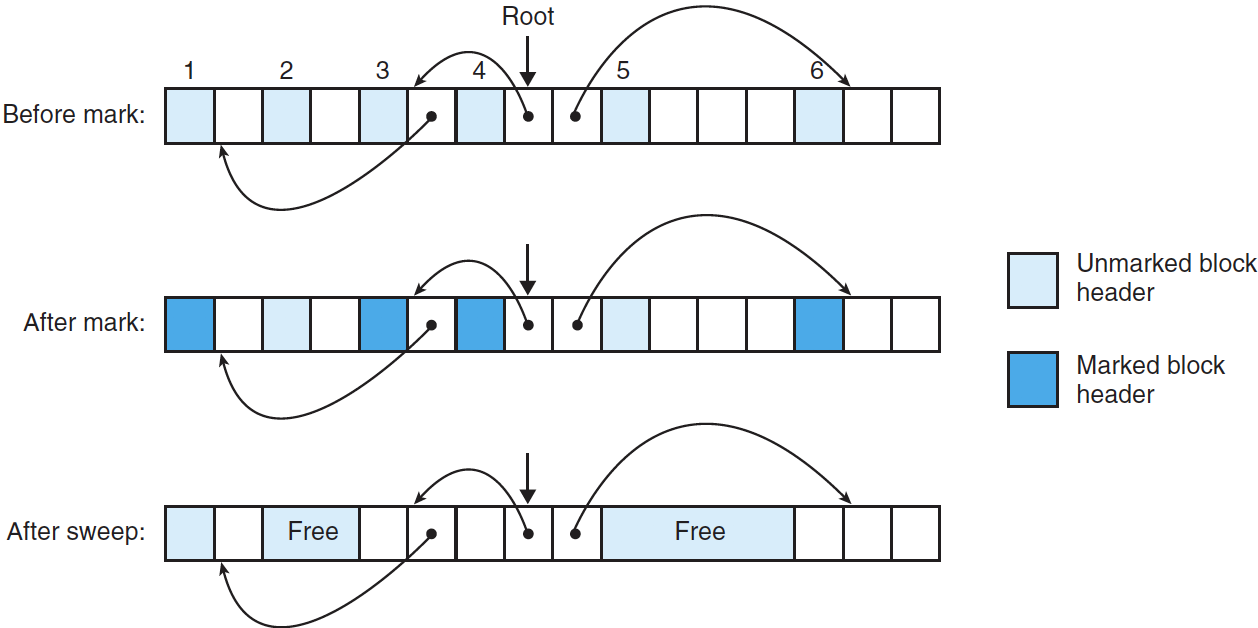 Root
1 2 3 4 5 6
Before mark:
After mark:
Unmarked block
header
Marked block
header
After sweep:
Free Free